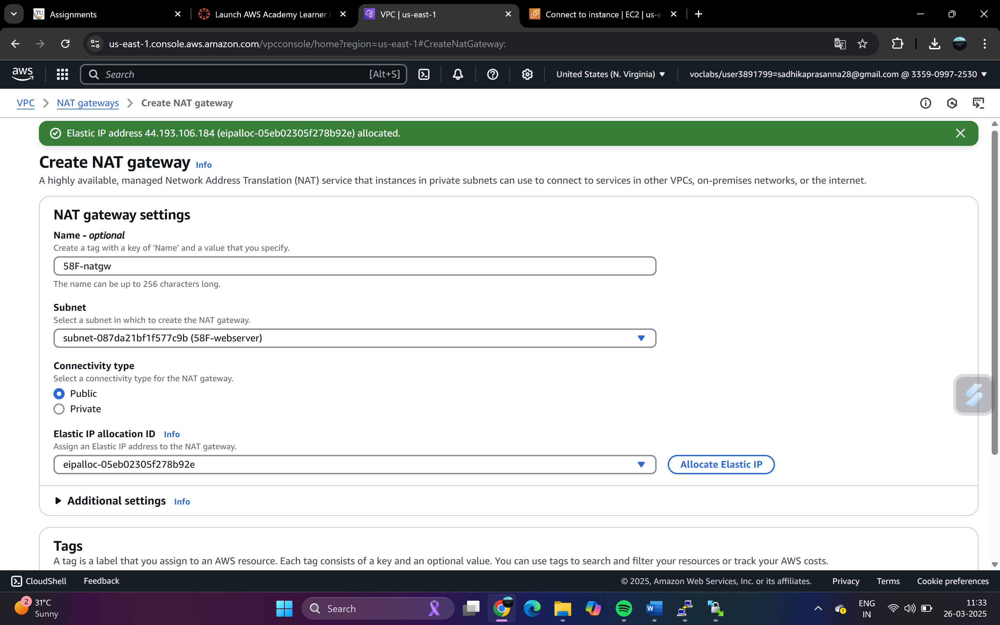 Assignments
Launch AWS Academy Learner L
VPC | us-east-1
Connect to instance | EC2 | us-e
us-east-1.console.aws.amazon.com/vpcconsole/home?region=us-east-1#CreateNatGateway:
aws
Search
[Alt+S]
United States (N. Virginia)
voclabs/user3891799=sadhikaprasanna28@gmail.com @ 3359-0997-2530
VPC
NAT gateways
Create NAT gateway
Elastic IP address 44.193.106.184 (eipalloc-05eb02305f278b92e) allocated.
Create NAT gateway Info
A highly available, managed Network Address Translation (NAT) service that instances in private subnets can use to connect to services in other VPCs, on-premises networks, or the internet.
NAT gateway settings
Name - optional
Create a tag with a key of 'Name' and a value that you specify.
58F-natgw
The name can be up to 256 characters long.
Subnet
Select a subnet in which to create the NAT gateway.
subnet-087da21bf1f577c9b (58F-webserver)
Connectivity type
Select a connectivity type for the NAT gateway.
Public
Private
Elastic IP allocation ID Info
Assign an Elastic IP address to the NAT gateway.
eipalloc-05eb02305f278b92e
Allocate Elastic IP
Additional settings Info
Tags
A tag is a label that you assign to an AWS resource. Each tag consists of a key and an optional value. You can use tags to search and filter your resources or track your AWS costs.
CloudShell
Feedback
© 2025, Amazon Web Services, Inc. or its affiliates.
Privacy
Terms
Cookie preferences
2
31°C
Sunny
Search
ENG
IN
11:33
26-03-2025